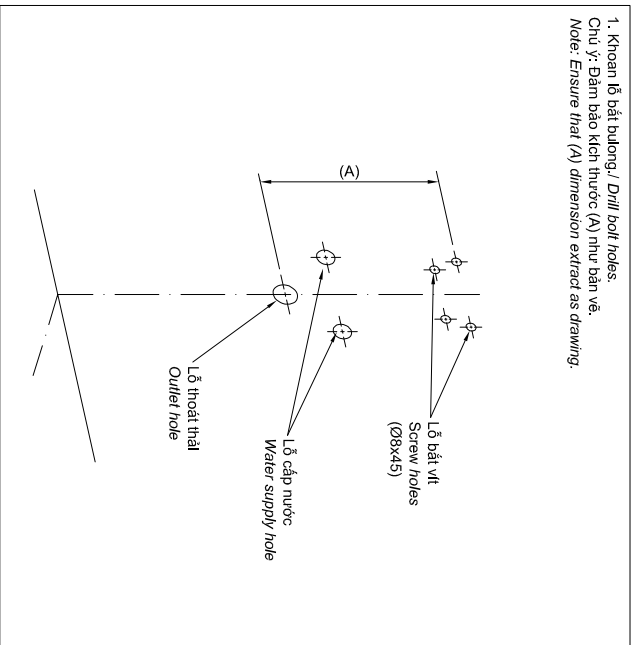 1. Khoan lỗ bắt bulong./ Drill bolt holes.
Chú ý: Đảm bảo kích thước (A) như bản vẽ.
Note: Ensure that (A) dimension extract as drawing.
(A)
Lỗ bắt vít
Screw holes
(Ø8x45)
Lỗ cấp nước
Water supply hole
Lỗ thoát thải
Outlet hole